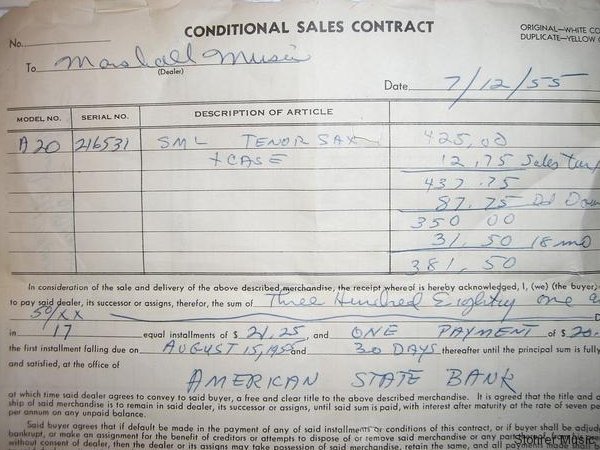 CONDITIONAL SALES CONTRACT
ORIGINAL—WHITE CO
DUPLICATE—YELLOW
No.
To Marshall Music
(Dealer)
Date 7/12/55
MODEL NO. SERIAL NO. DESCRIPTION OF ARTICLE
A20 216531 SML TENOR SAX 425,00
+ CASE 12,75 Sales tax
437.75
87.75 Pd Down
350 00
31.50 18 mo
381.50
In consideration of the sale and delivery of the above described merchandise, the receipt whereof is hereby acknowledged, I, (we) (the buyer)
to pay said dealer, its successor or assigns, therefor, the sum of Three Hundred Eighty one a
50/XX
in 17 equal installments of $ 21.25, and ONE PAYMENT of $ 20.
the first installment falling due on AUGUST 15, 1955 and 30 DAYS thereafter until the principal sum is fully
and satisfied, at the office of
AMERICAN STATE BANK
at which time said dealer agrees to convey to said buyer, a free and clear title to the above described merchandise. It is agreed that the title and
ship of said merchandise is to remain in said dealer, its successor or assigns, until said sum is paid, with interest after maturity at the rate of seven pe
per annum on any unpaid balance.
Said buyer agrees that if default be made in the payment of any of said installments or conditions of this contract, or if buyer shall be adjud
bankrupt, or make an assignment for the benefit of creditors or attempts to dispose of or remove said merchandise or any part
without consent of dealer, then the dealer or its assigns may take possession of said merchandise, retain the same, and all payments made
Stohrer Music